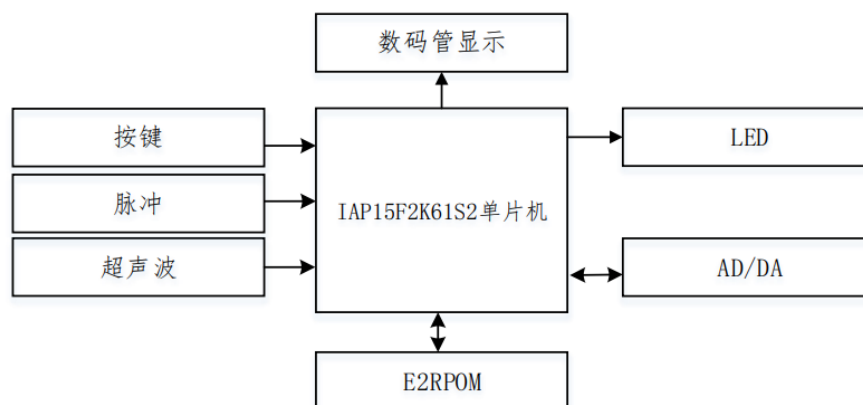 数码管显示
按键
LED
脉冲
IAP15F2K61S2单片机
超声波
AD/DA
E2RPOM